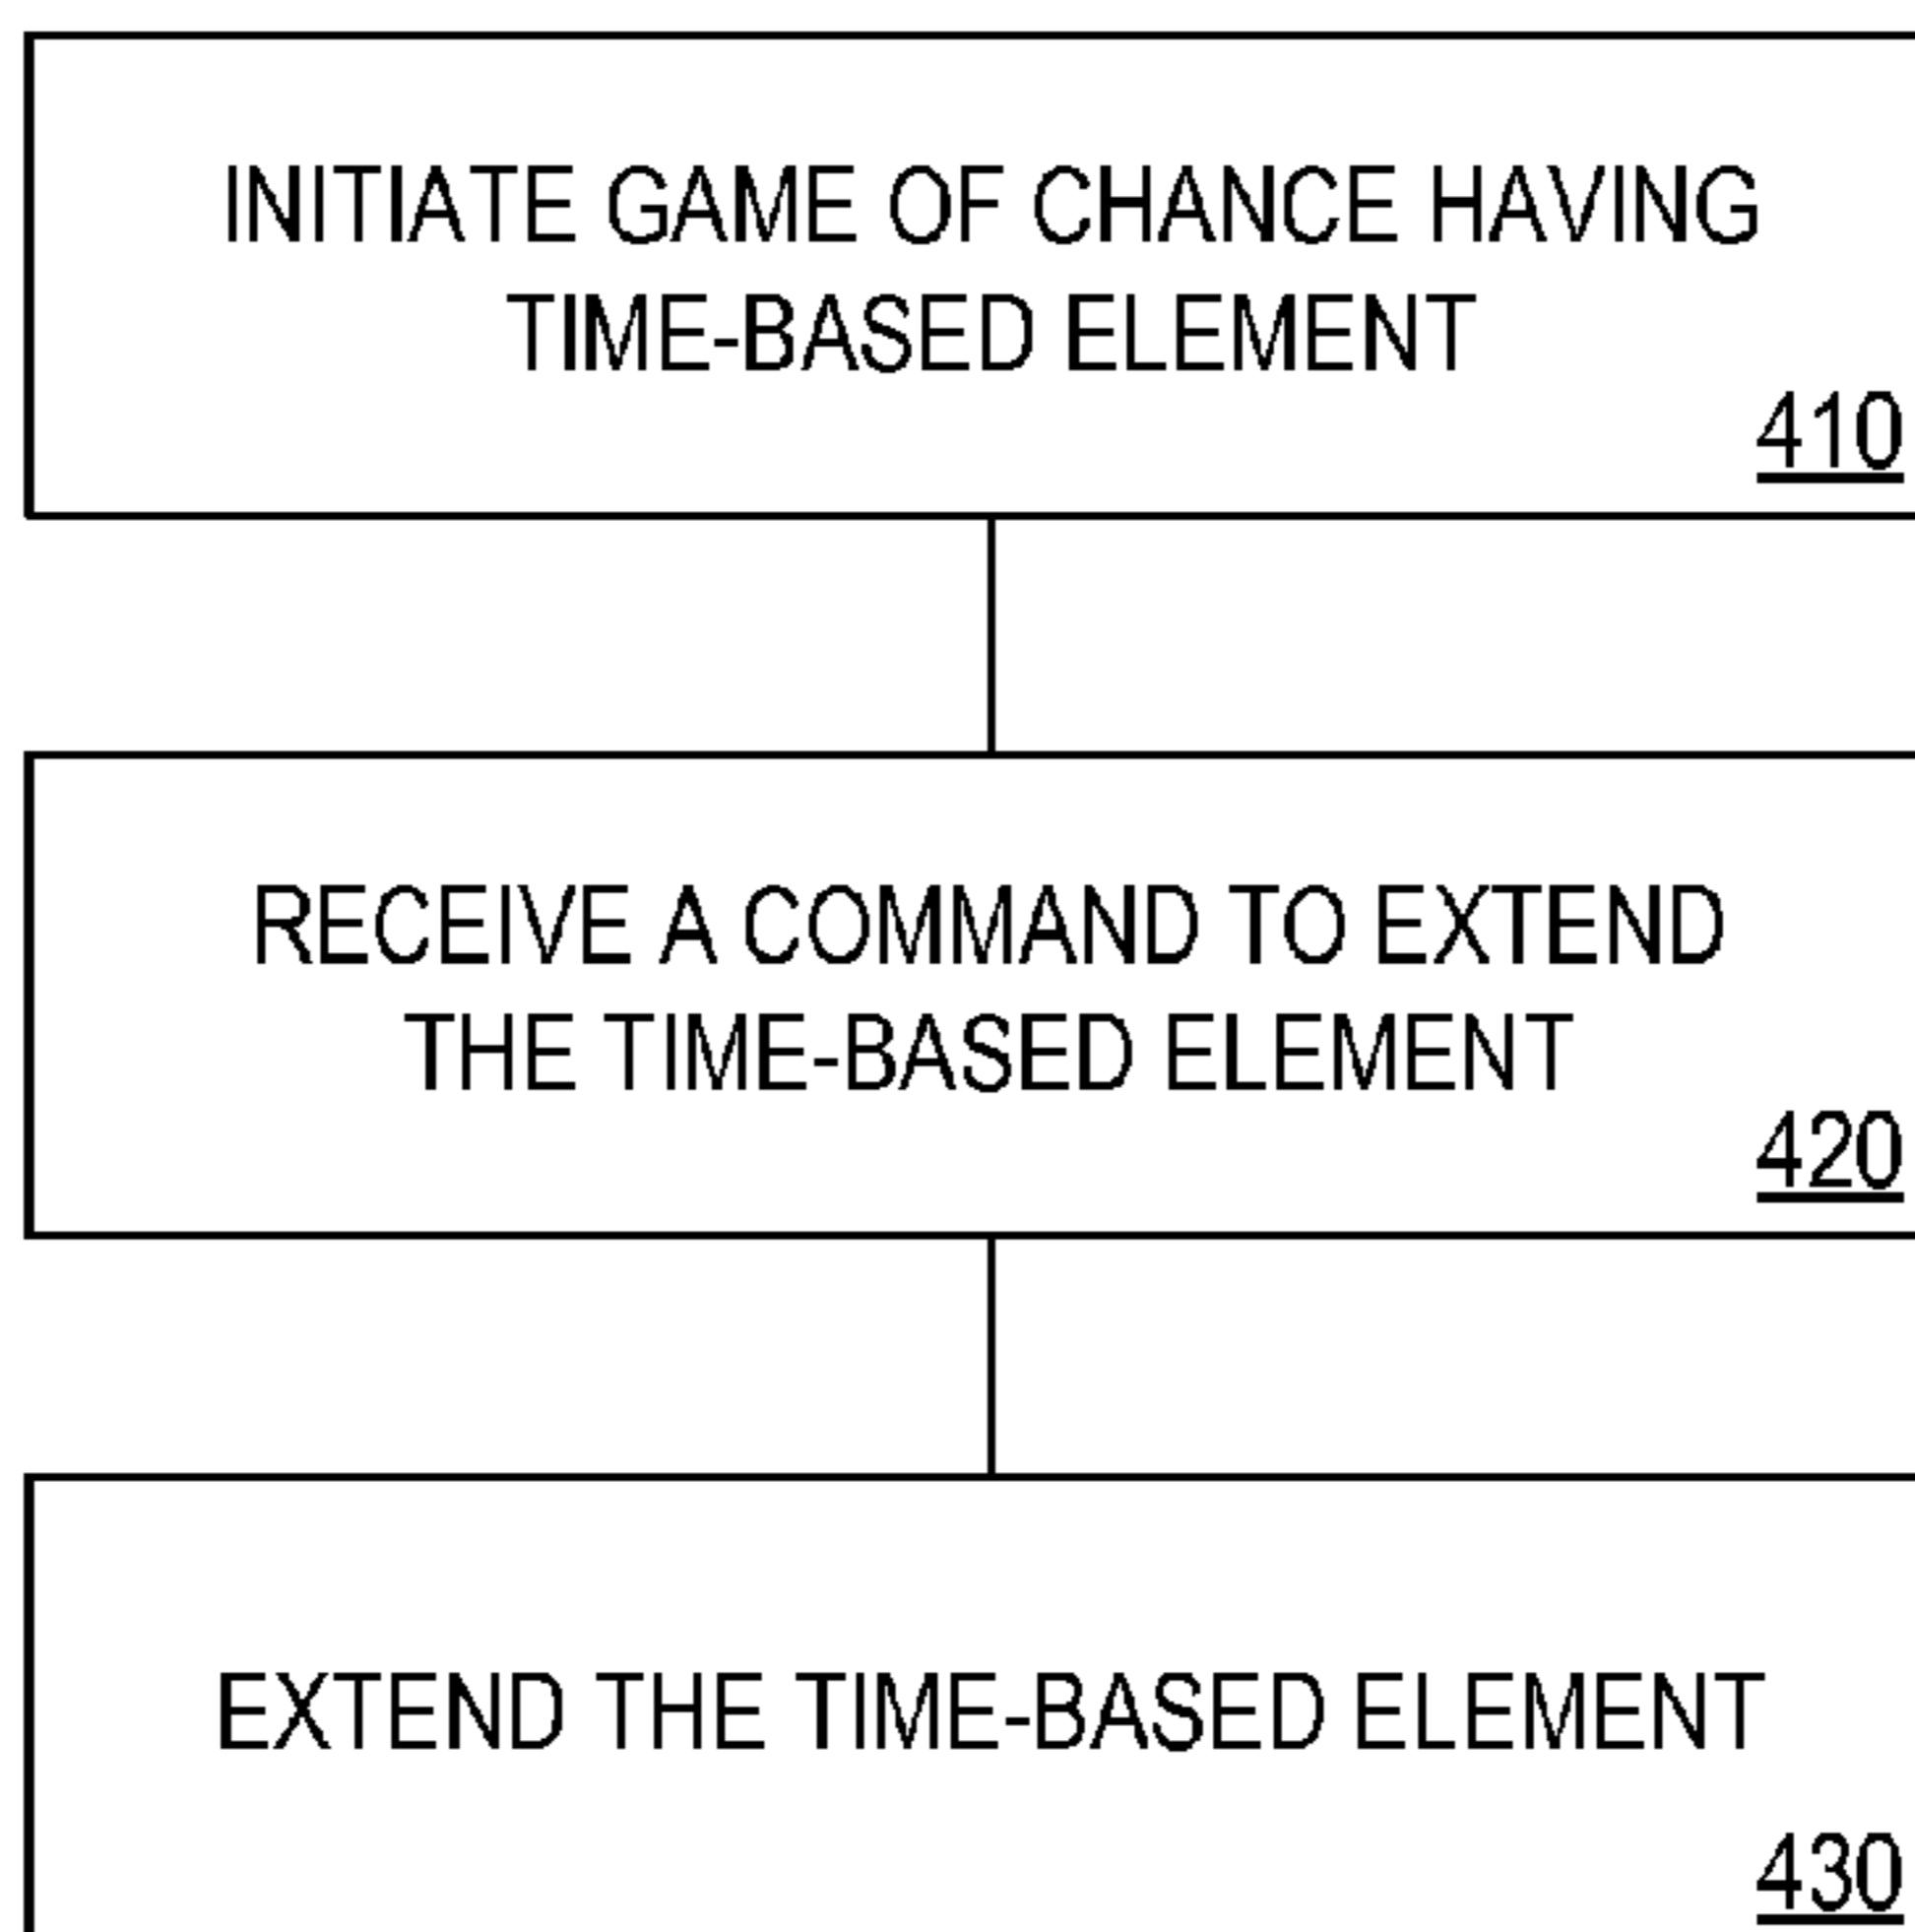 INITIATE GAME OF CHANCE HAVING
TIME-BASED ELEMENT
410
RECEIVE A COMMAND TO EXTEND
THE TIME-BASED ELEMENT
420
EXTEND THE TIME-BASED ELEMENT
430